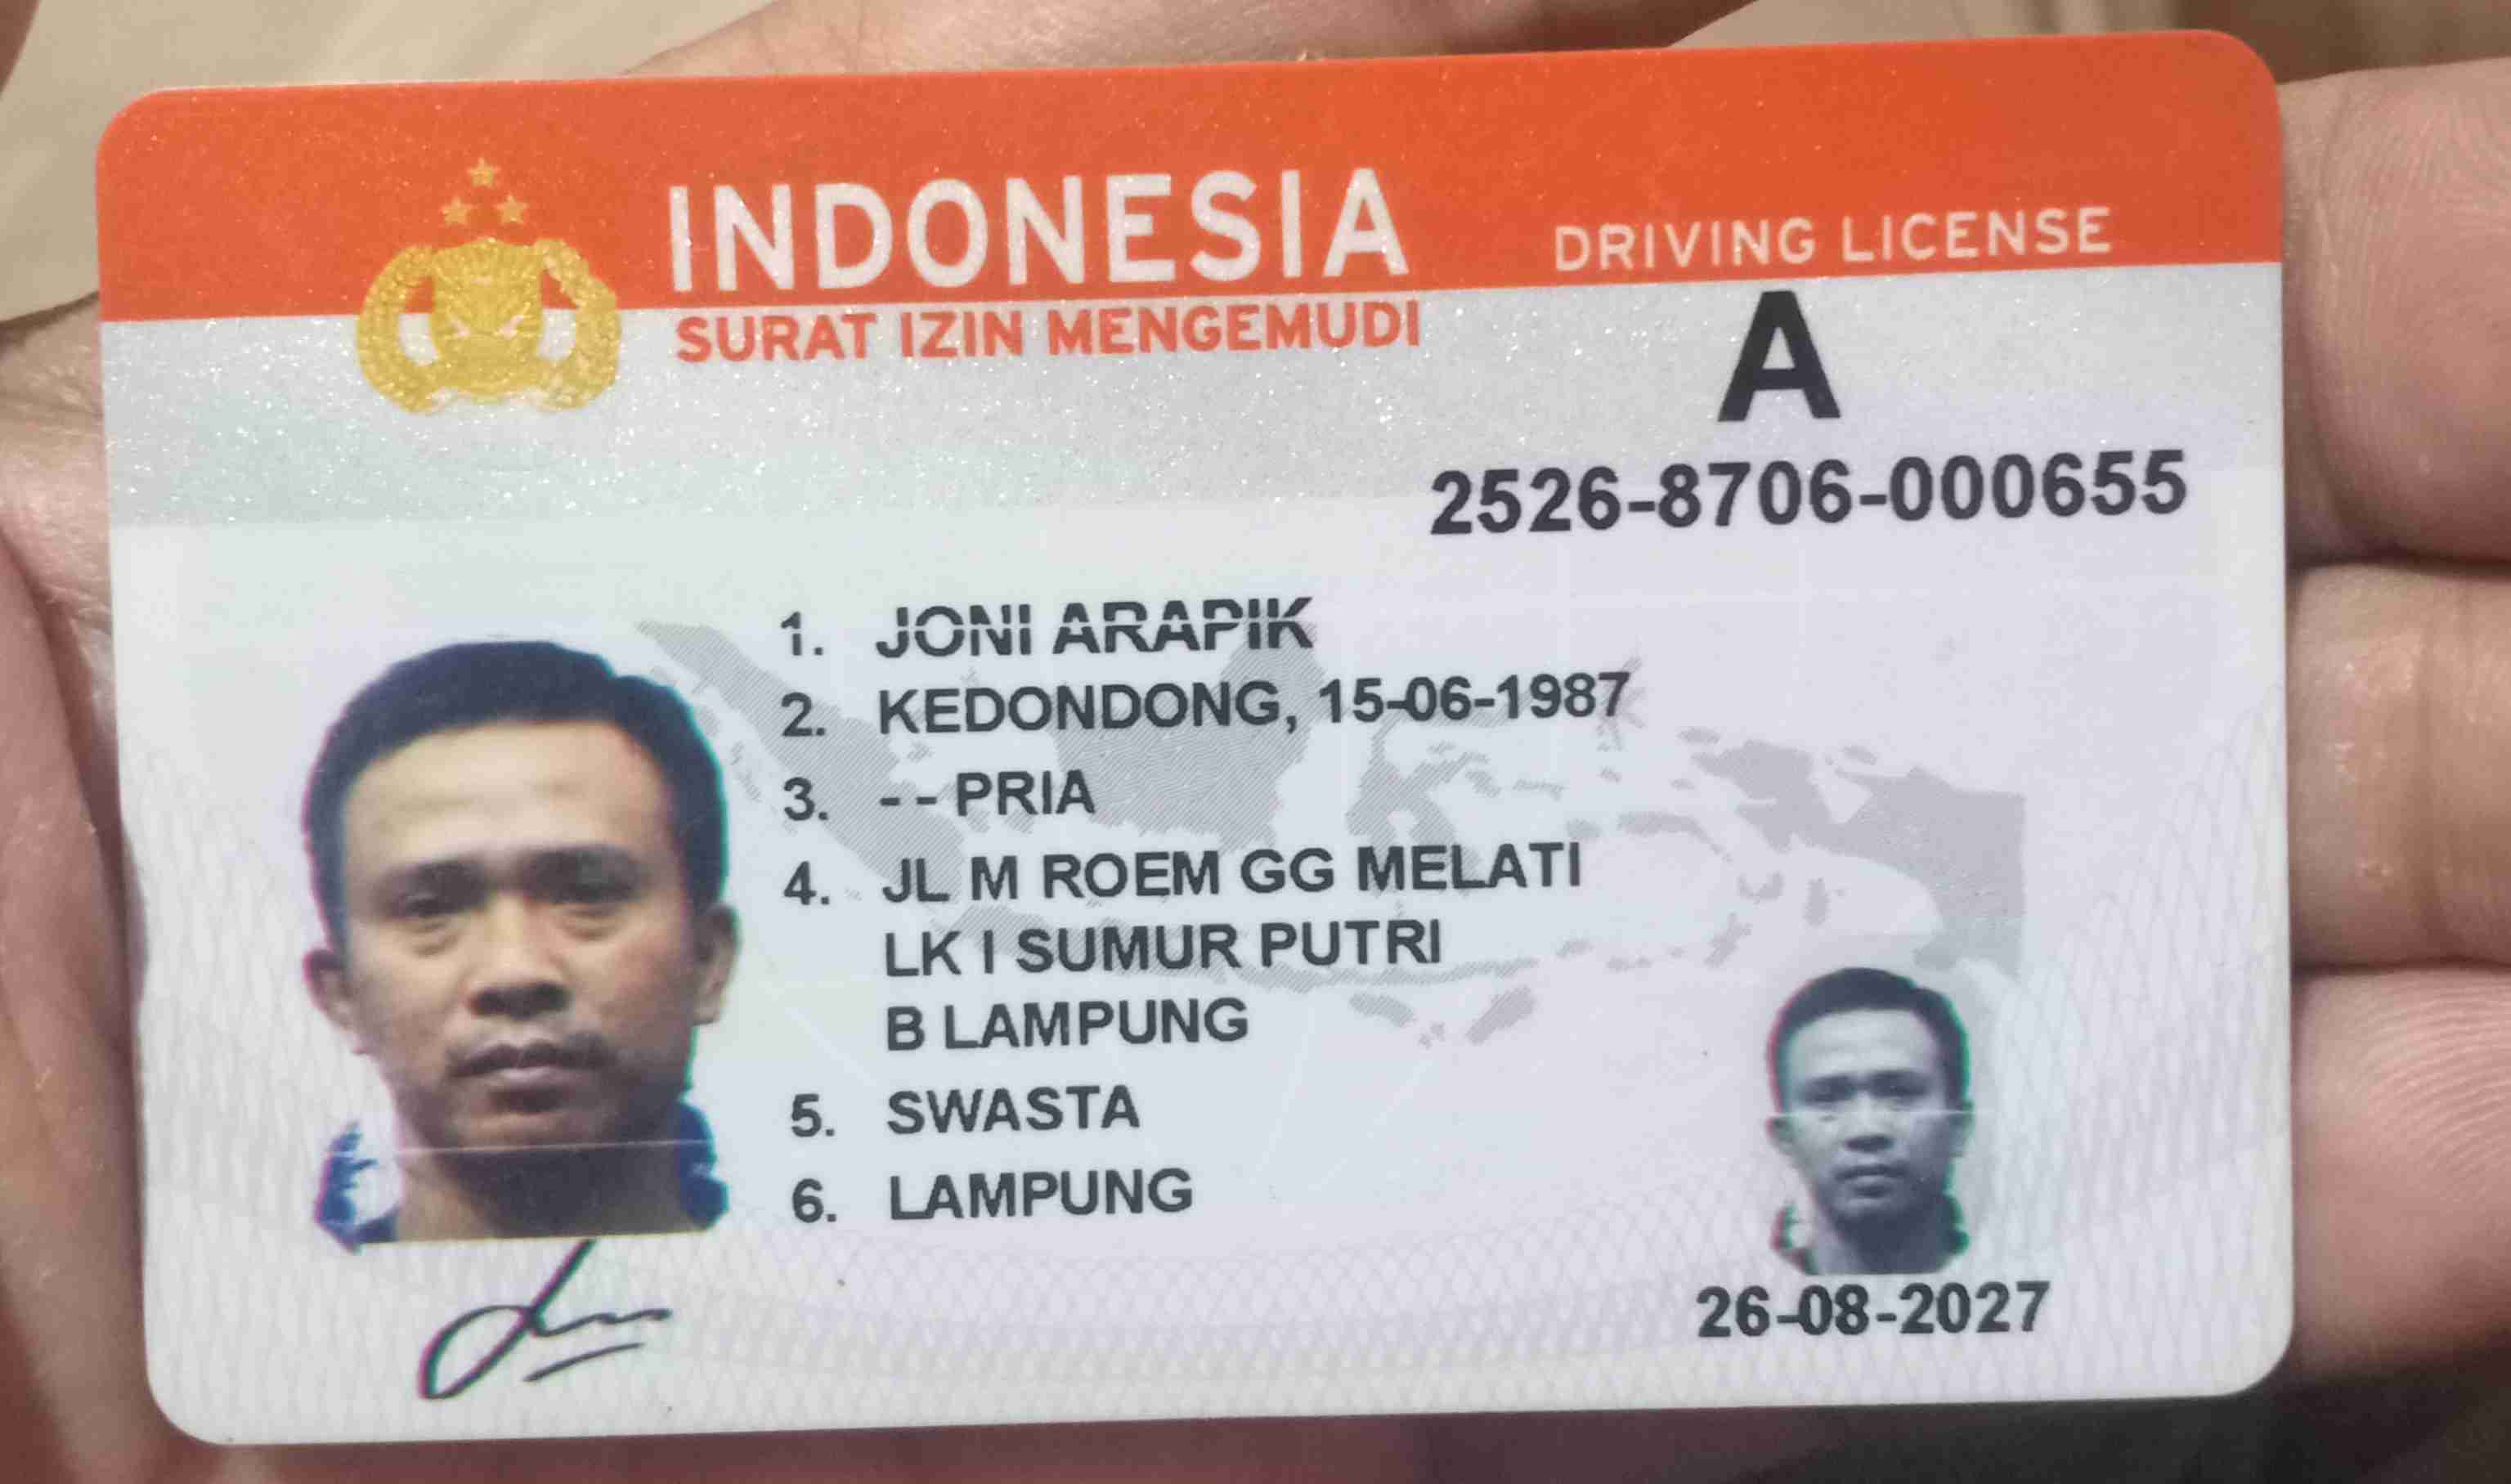 INDONESIA
DRIVING LICENSE
SURAT IZIN MENGEMUDI
A
2526-8706-000655
1. JONI ARAPIK
2. KEDONDONG, 15-06-1987
3. - - PRIA
4. JL M ROEM GG MELATI
LK I SUMUR PUTRI
B LAMPUNG
5. SWASTA
6. LAMPUNG
26-08-2027